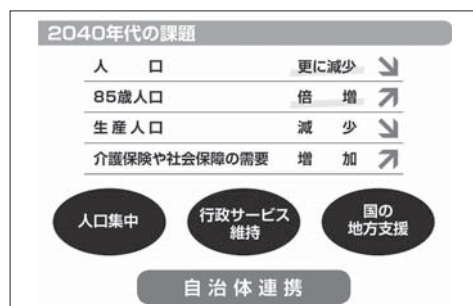 2040年代の課題
人 口 更に減少
85歳人口 倍 増
生産人口 減 少
介護保険や社会保障の需要 増 加
人口集中
行政サービス
維持
国の
地方支援
自治体連携